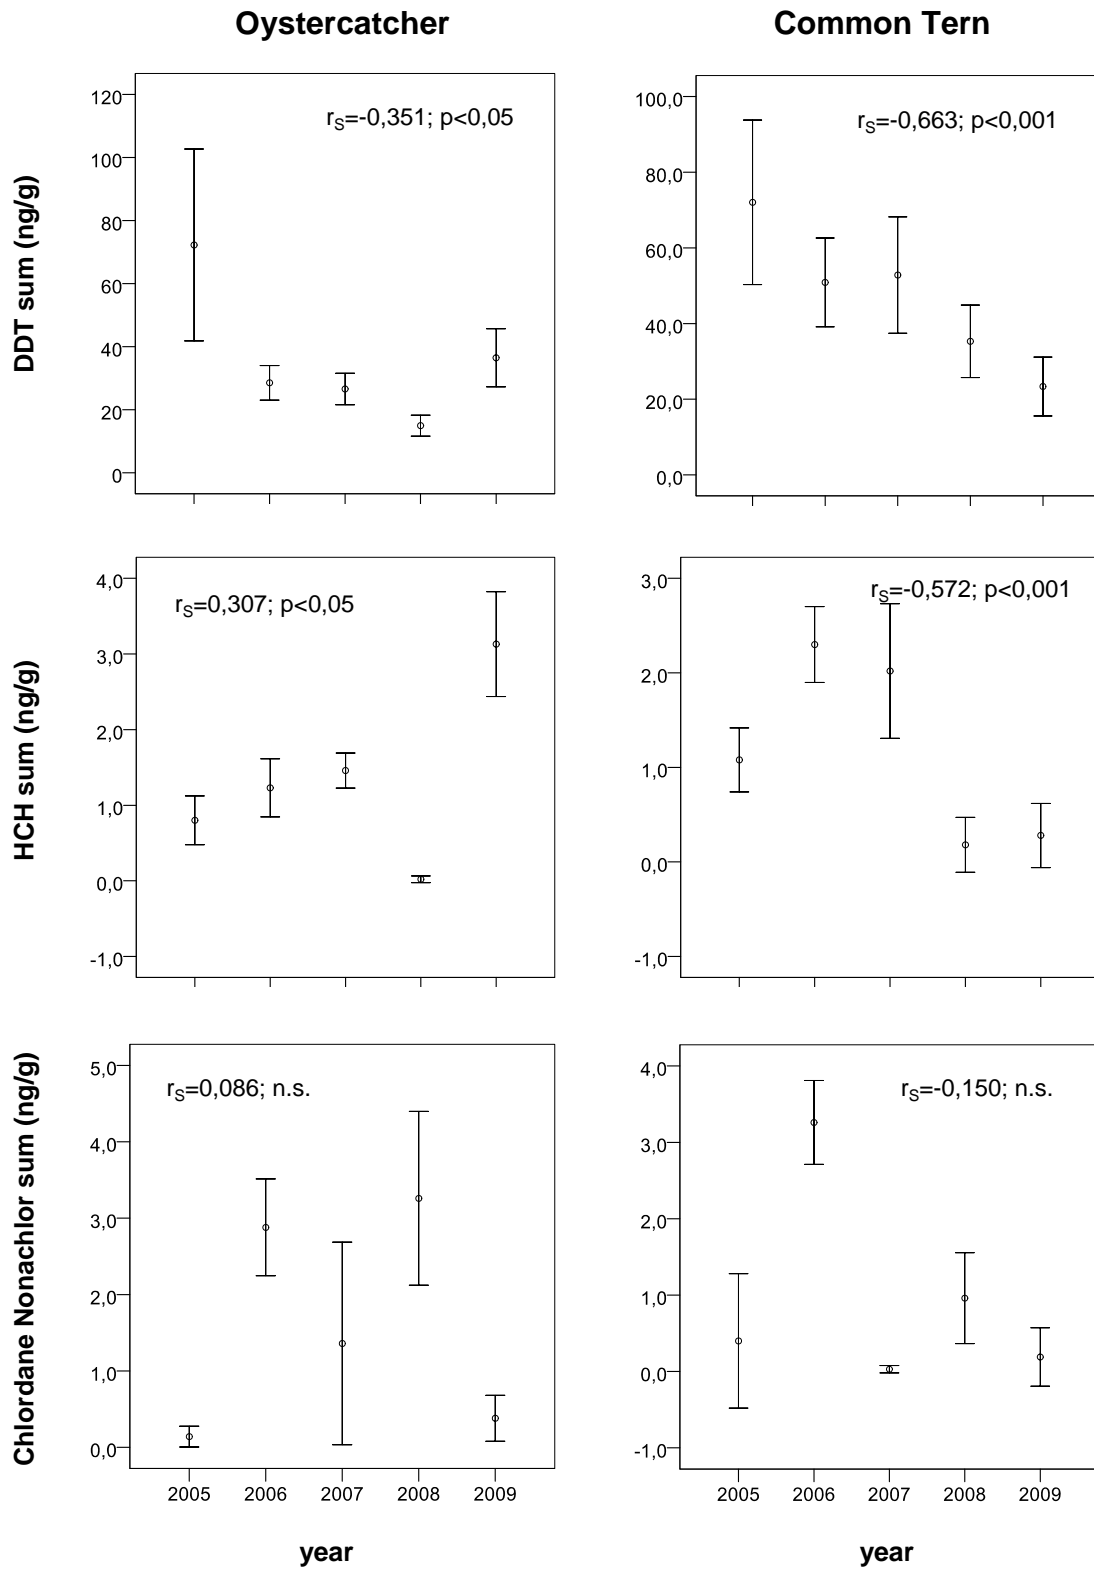 Oystercatcher
Common Tern
DDT sum (ng/g)
120
100
80
60
40
20
0
rS=-0,351; p<0,05
100,0
80,0
60,0
40,0
20,0
0,0
rS=-0,663; p<0,001
HCH sum (ng/g)
4,0
3,0
2,0
1,0
0,0
-1,0
rS=0,307; p<0,05
3,0
2,0
1,0
0,0
-1,0
rS=-0,572; p<0,001
Chlordane Nonachlor sum (ng/g)
5,0
4,0
3,0
2,0
1,0
0,0
rS=0,086; n.s.
2005 2006 2007 2008 2009
year
4,0
3,0
2,0
1,0
0,0
-1,0
rS=-0,150; n.s.
2005 2006 2007 2008 2009
year